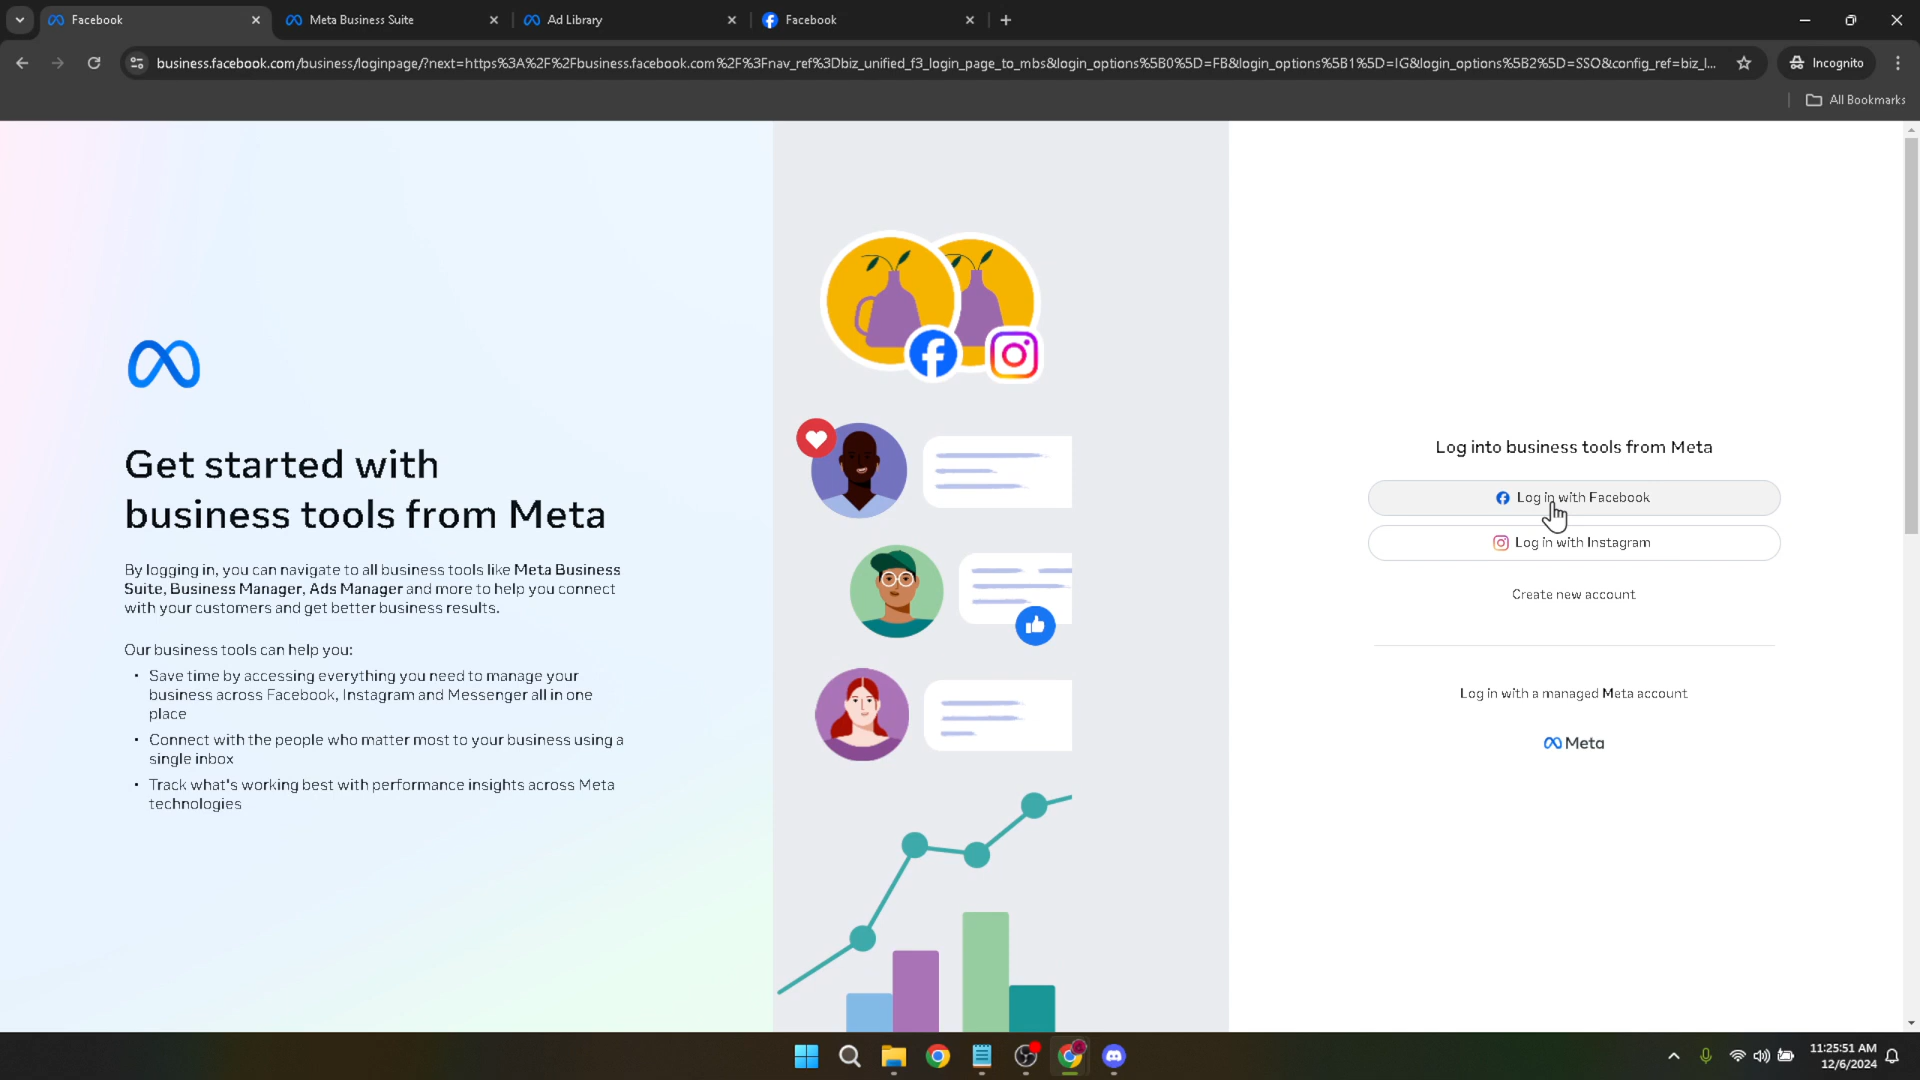 Facebook
Meta Business Suite
Ad Library
Facebook
business.facebook.com/business/loginpage/?next=https%3A%2F%2Fbusiness.facebook.com%2F%3Fnav_ref%3Dbiz_unified_f3_login_page_to_mbs&login_options%5B0%5D=FB&login_options%5B1%5D=IG&login_options%5B2%5D=SSO&config_ref=biz_l...
Incognito
All Bookmarks
Get started with
business tools from Meta
By logging in, you can navigate to all business tools like Meta Business
Suite, Business Manager, Ads Manager and more to help you connect
with your customers and get better business results.
Our business tools can help you:
• Save time by accessing everything you need to manage your
business across Facebook, Instagram and Messenger all in one
place
• Connect with the people who matter most to your business using a
single inbox
• Track what's working best with performance insights across Meta
technologies
Log into business tools from Meta
Log in with Facebook
Log in with Instagram
Create new account
Log in with a managed Meta account
Meta
11:25:51 AM
12/6/2024